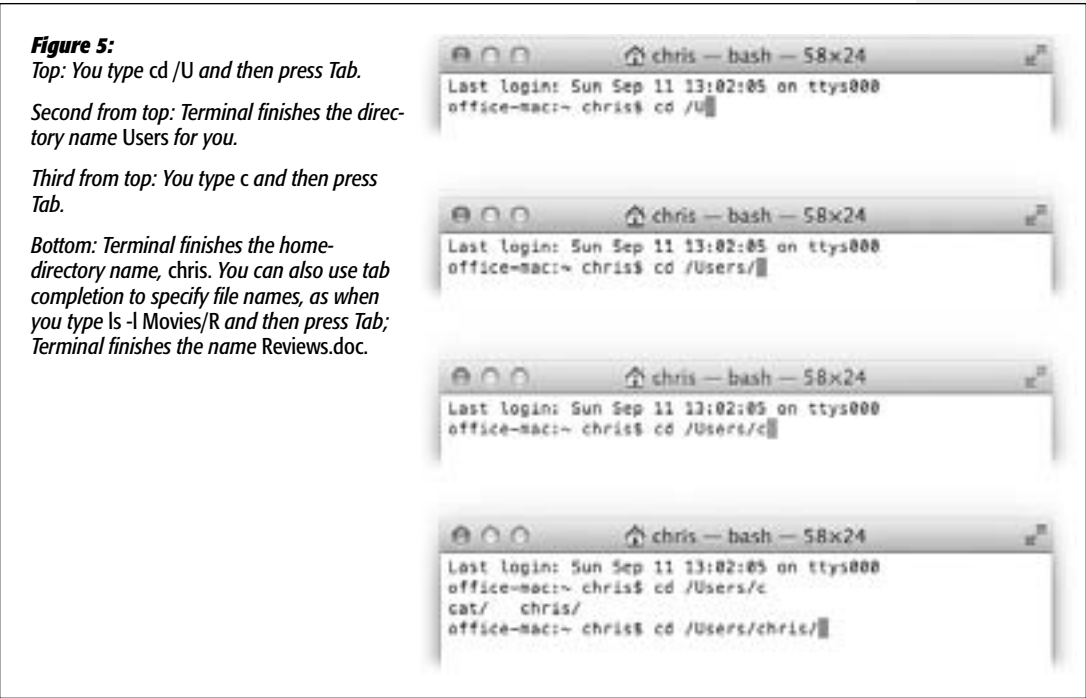 Figure 5:
Top: You type cd /U and then press Tab.
Second from top: Terminal finishes the direc-
tory name Users for you.
Third from top: You type c and then press
Tab.
Bottom: Terminal finishes the home-
directory name, chris. You can also use tab
completion to specify file names, as when
you type ls -l Movies/R and then press Tab;
Terminal finishes the name Reviews.doc.
chris — bash — 58×24
Last login: Sun Sep 11 13:02:05 on ttys000
office-mac:~ chris$ cd /U
chris — bash — 58×24
Last login: Sun Sep 11 13:02:05 on ttys000
office-mac:~ chris$ cd /Users/
chris — bash — 58×24
Last login: Sun Sep 11 13:02:05 on ttys000
office-mac:~ chris$ cd /Users/c
chris — bash — 58×24
Last login: Sun Sep 11 13:02:05 on ttys000
office-mac:~ chris$ cd /Users/c
cat/ chris/
office-mac:~ chris$ cd /Users/chris/